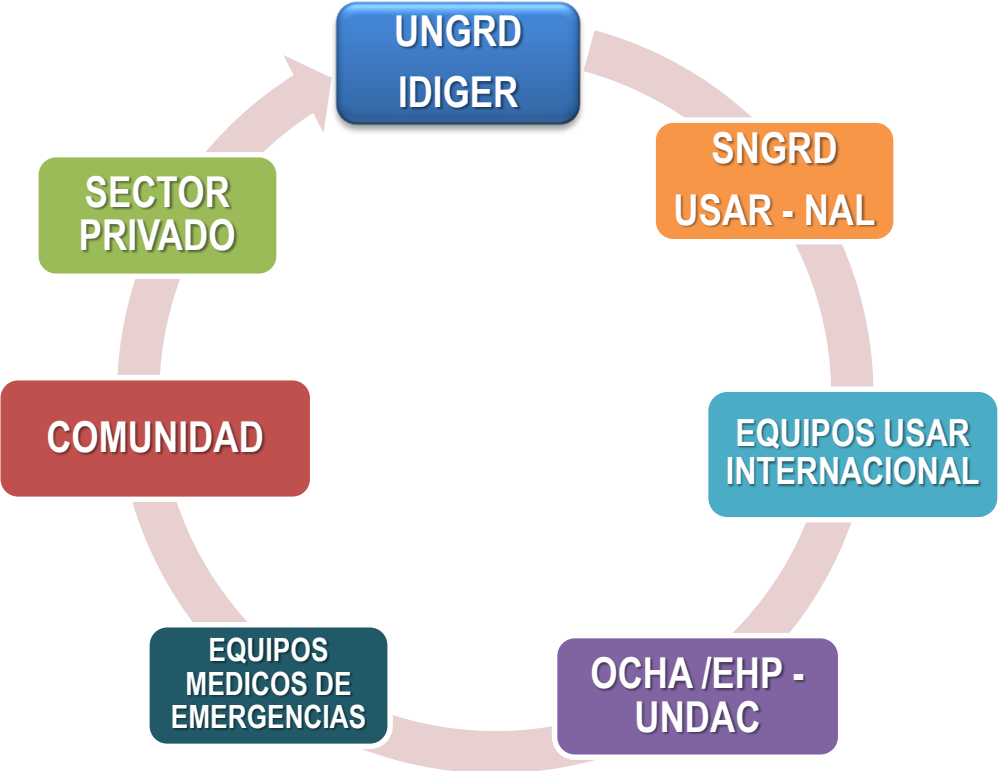 UNGRD
IDIGER
SNGRD
USAR - NAL
EQUIPOS USAR
INTERNACIONAL
OCHA /EHP -
UNDAC
EQUIPOS
MEDICOS DE
EMERGENCIAS
COMUNIDAD
SECTOR
PRIVADO